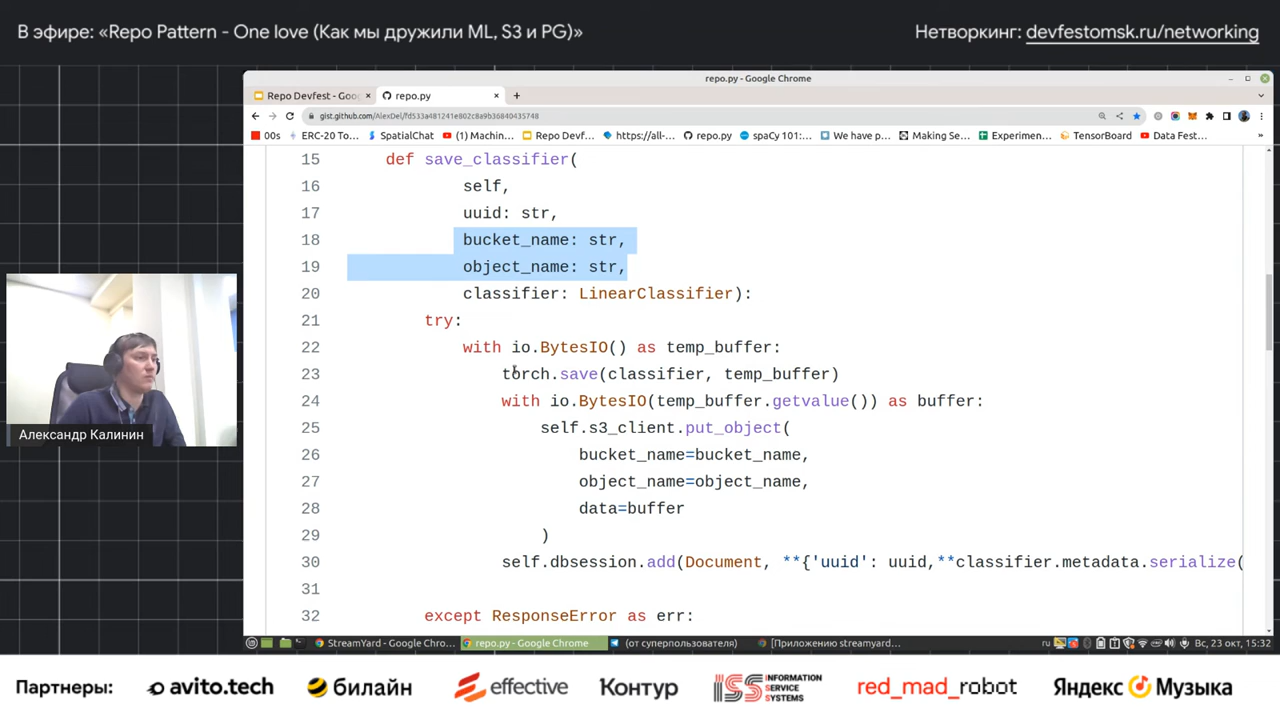 В эфире: «Repo Pattern - One love (Как мы дружили ML, S3 и PG)»
Нетворкинг: devfestomsk.ru/networking
repo.py - Google Chrome
Repo Devfest - Goo
repo.py
gist.github.com/AlexDel/fd533a481241e802c8a9b36840435748
00s
ERC-20 To...
SpatialChat
(1) Machin...
Repo Devf...
https://all-...
repo.py
spaCy 101:...
We have p...
Making Se...
Experimen...
TensorBoard
Data Fest...
15 def save_classifier(
16 self,
17 uuid: str,
18 bucket_name: str,
19 object_name: str,
20 classifier: LinearClassifier):
21 try:
22 with io.BytesIO() as temp_buffer:
23 torch.save(classifier, temp_buffer)
24 with io.BytesIO(temp_buffer.getvalue()) as buffer:
25 self.s3_client.put_object(
26 bucket_name=bucket_name,
27 object_name=object_name,
28 data=buffer
29 )
30 self.dbsession.add(Document, **{'uuid': uuid,**classifier.metadata.serialize(
31
32 except ResponseError as err:
Александр Калинин
StreamYard - Google Chro...
repo.py - Google Chrome
(от суперпользователя)
[Приложению streamyard...
ru
Вс, 23 окт, 15:32
Партнеры:
avito.tech
билайн
effective
Контур
ISS INFORMATION SERVICE SYSTEMS
red_mad_robot
Яндекс Музыка